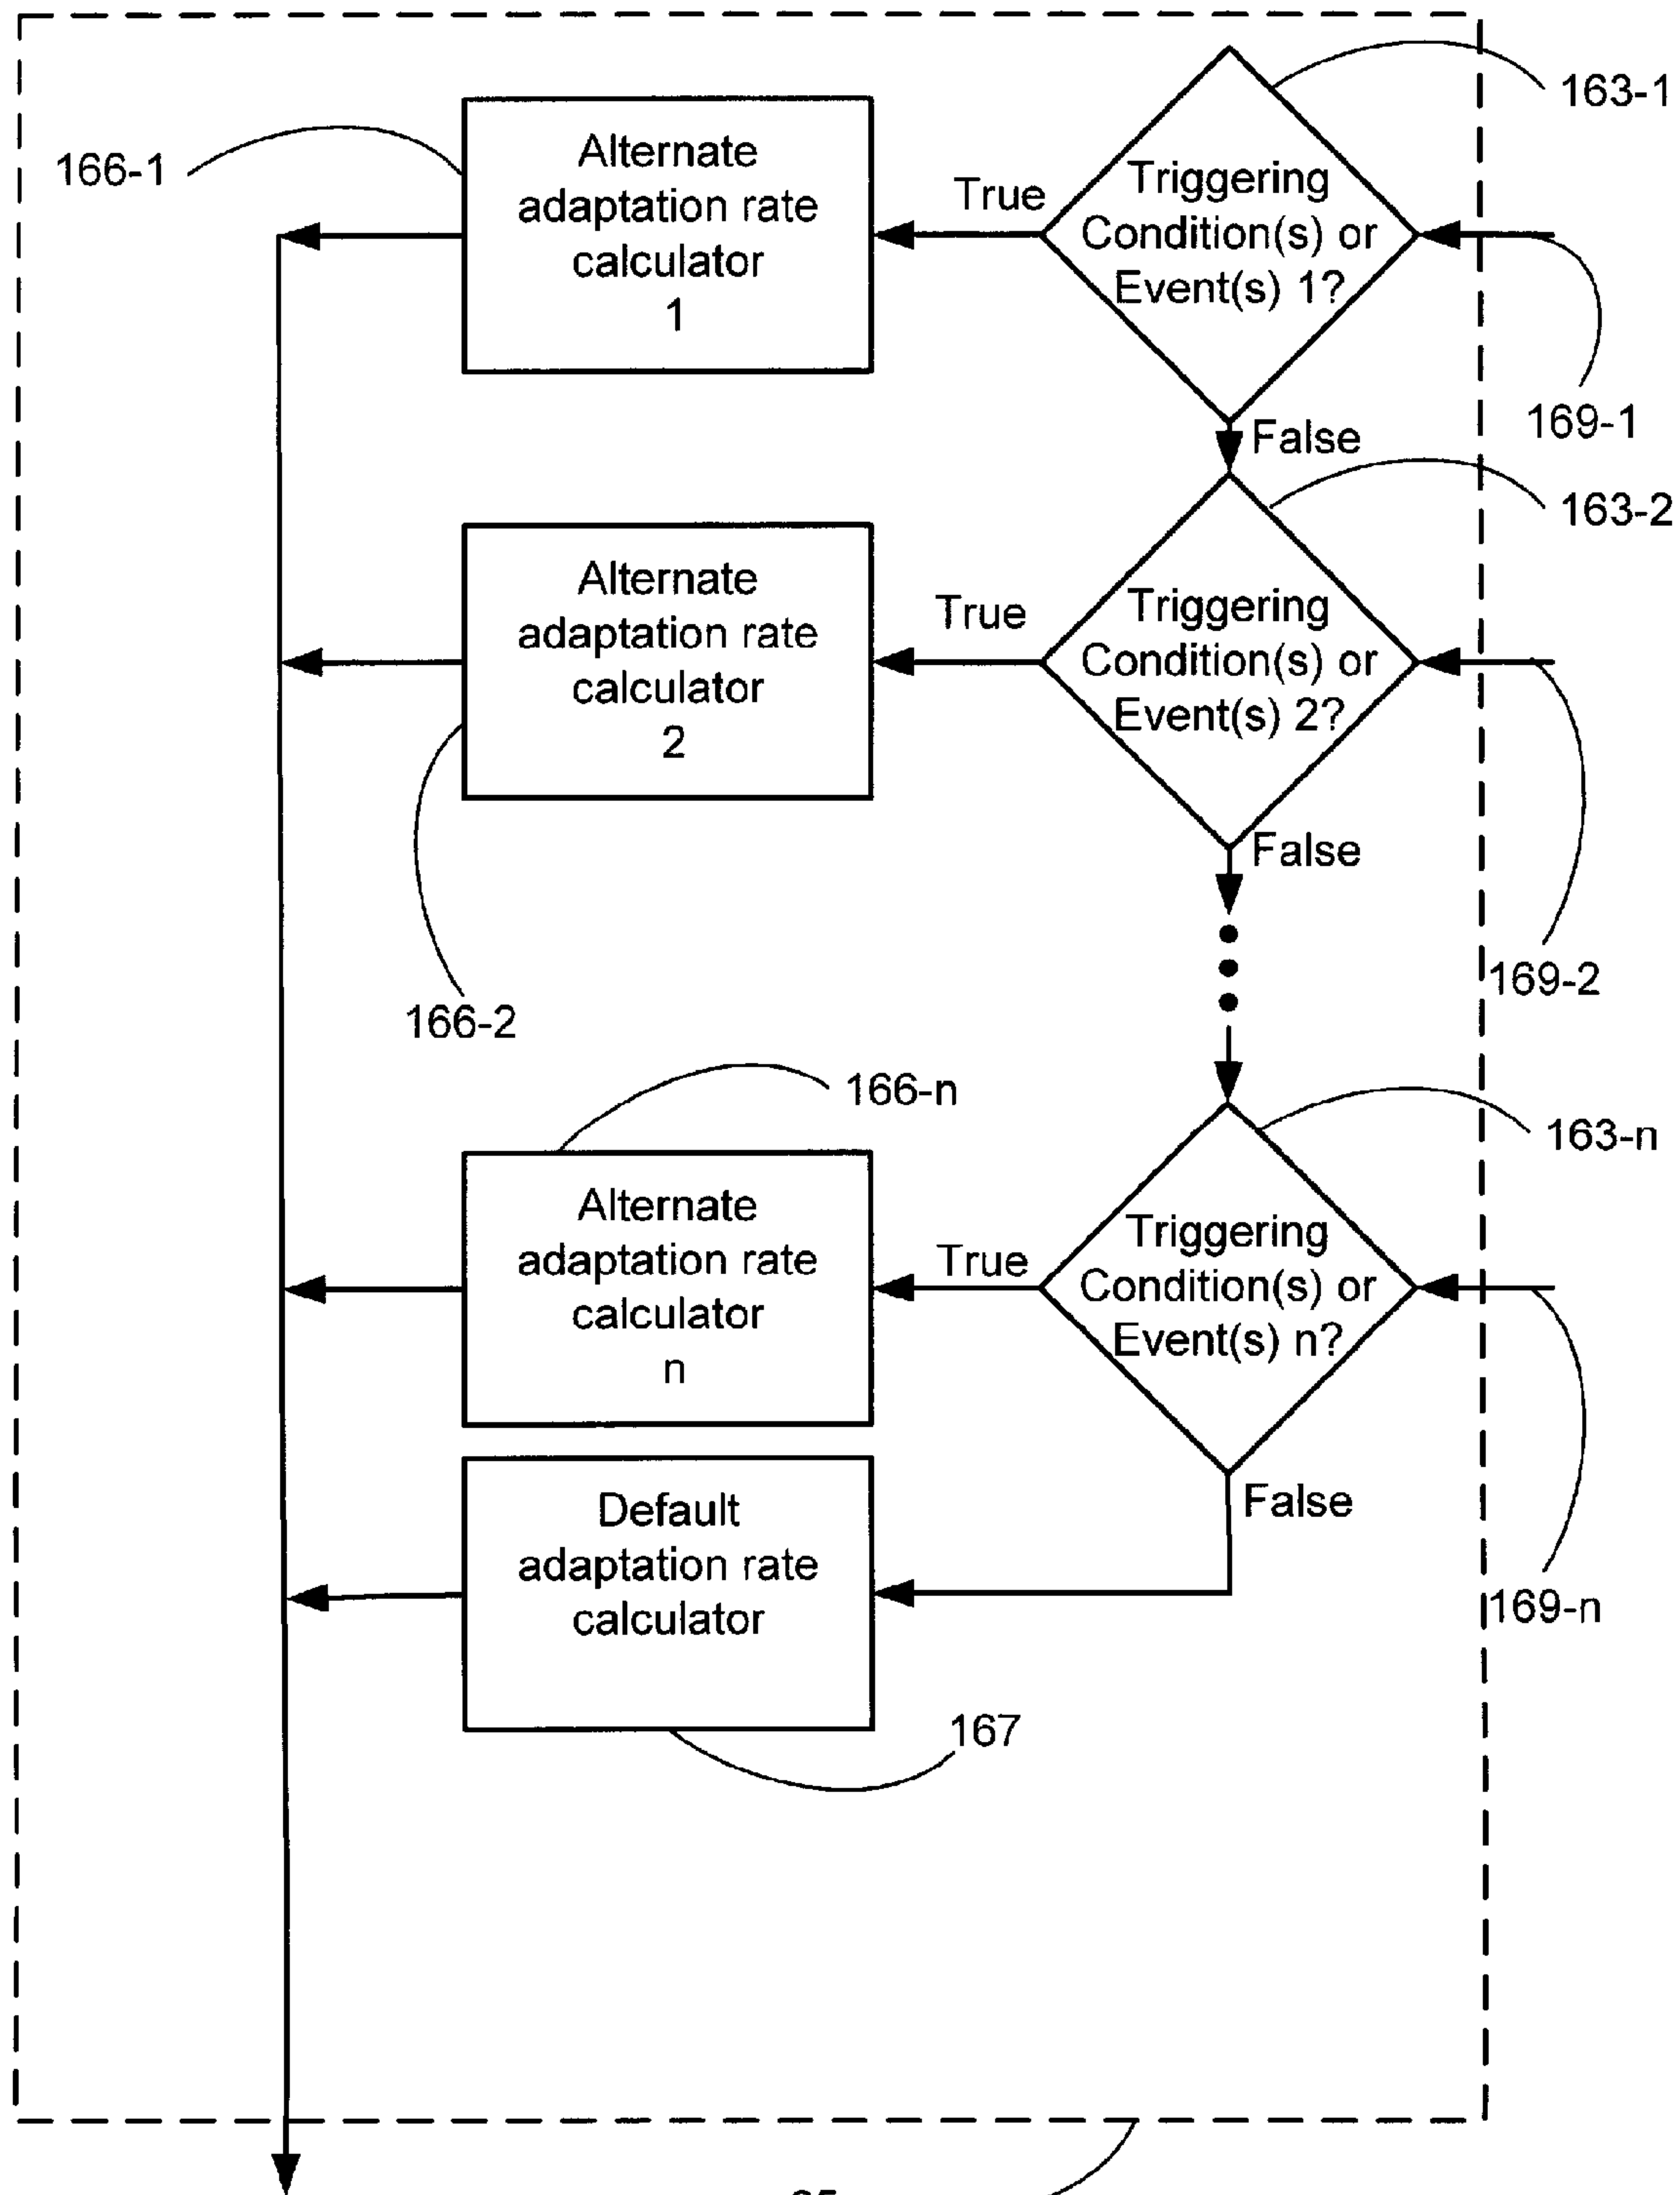 163-1
166-1
Alternate
adaptation rate
calculator
1
True
Triggering
Condition(s) or
Event(s) 1?
169-1
False
163-2
Alternate
adaptation rate
calculator
2
True
Triggering
Condition(s) or
Event(s) 2?
False
169-2
166-2
166-n
163-n
Alternate
adaptation rate
calculator
n
True
Triggering
Condition(s) or
Event(s) n?
False
169-n
Default
adaptation rate
calculator
167